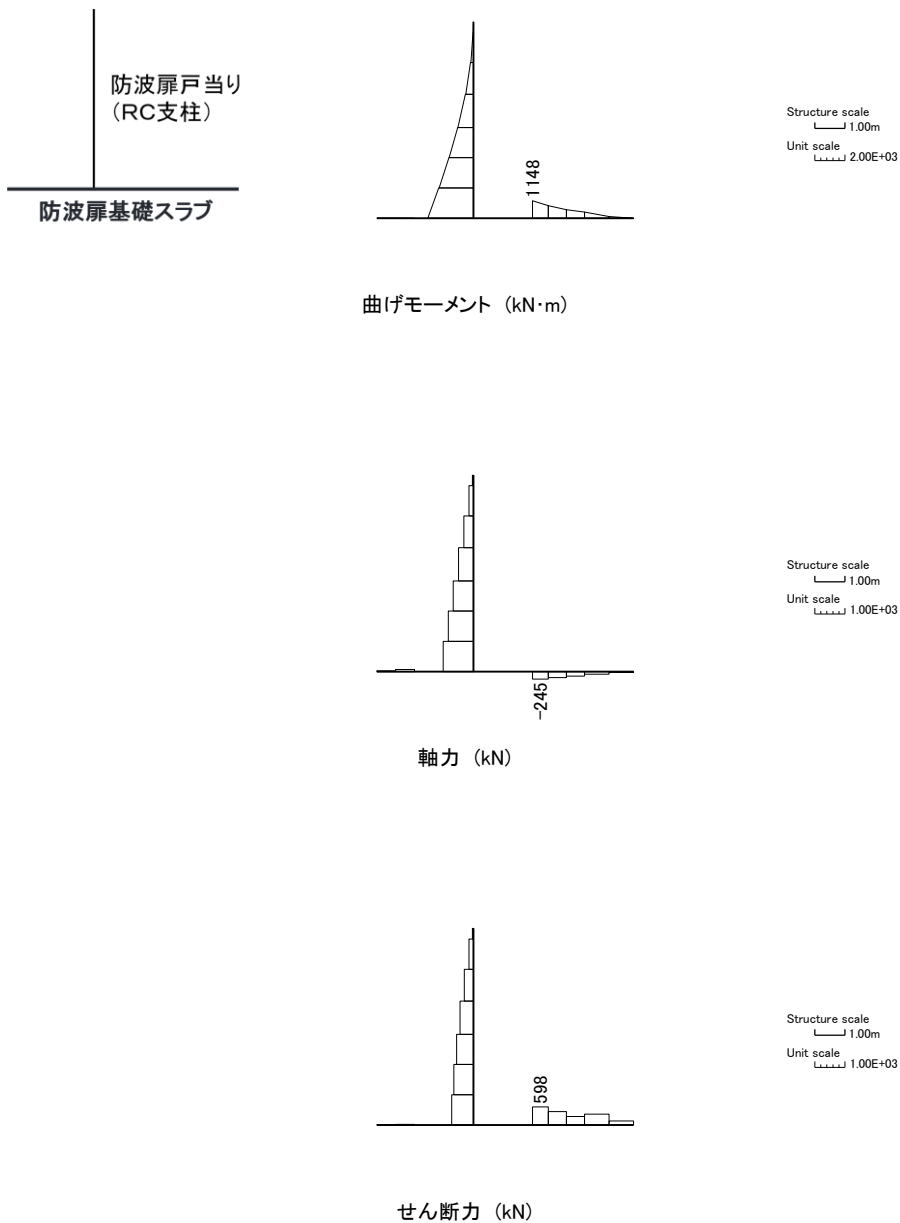 防波扉戸当り
(RC支柱)
防波扉基礎スラブ
1148
Structure scale
1.00m
Unit scale
2.00E+03
曲げモーメント (kN·m)
-245
Structure scale
1.00m
Unit scale
1.00E+03
軸力 (kN)
598
Structure scale
1.00m
Unit scale
1.00E+03
せん断力 (kN)